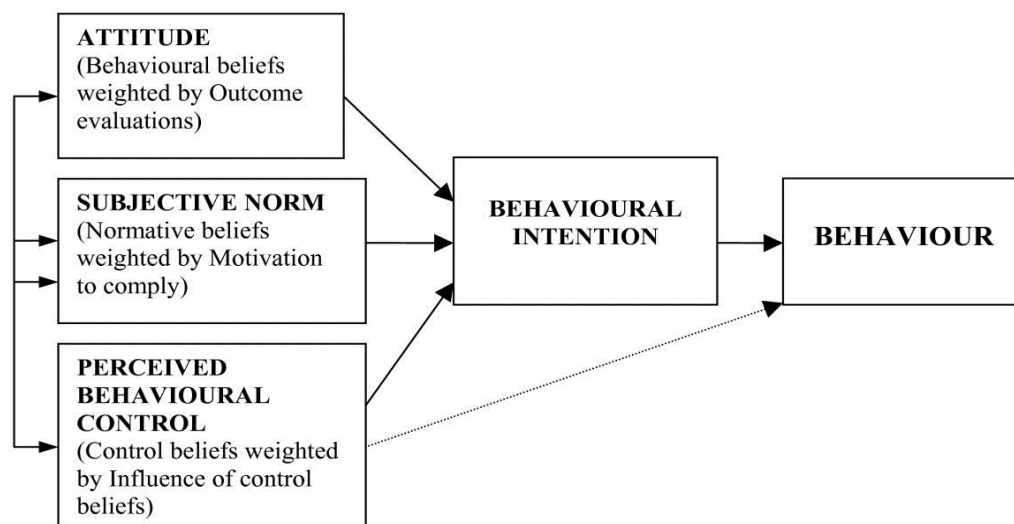 ATTITUDE
(Behavioural beliefs
weighted by Outcome
evaluations)
SUBJECTIVE NORM
(Normative beliefs
weighted by Motivation
to comply)
PERCEIVED
BEHAVIOURAL
CONTROL
(Control beliefs weighted
by Influence of control
beliefs)
BEHAVIOURAL
INTENTION
BEHAVIOUR